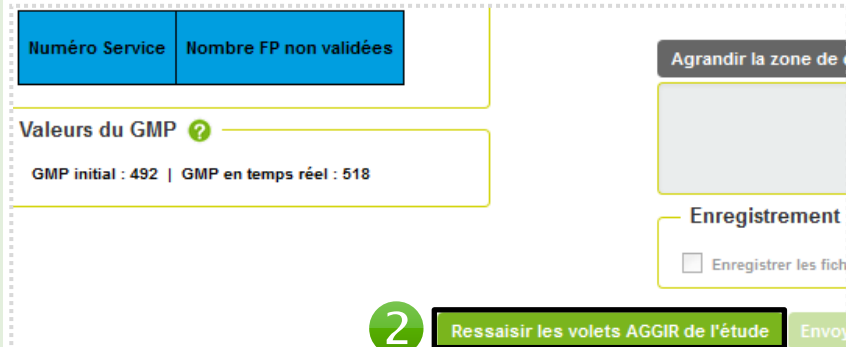 Numéro Service Nombre FP non validées
Agrandir la zone de
Valeurs du GMP ?
GMP initial : 492 | GMP en temps réel : 518
Enregistrement
Enregistrer les fich
2 Ressaisir les volets AGGIR de l'étude Envoy